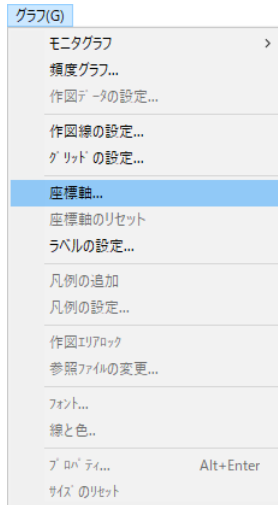 グラフ(G)
モニタグラフ >
頻度グラフ...
作図ﾃﾞｰﾀの設定...
作図線の設定...
ｸﾞﾘｯﾄﾞの設定...
座標軸...
座標軸のリセット
ラベルの設定...
凡例の追加
凡例の設定...
作図ｴﾘｱﾛｯｸ
参照ﾌｧｲﾙの変更...
ﾌｫﾝﾄ...
線と色..
ﾌﾟﾛﾊﾟﾃｨ... Alt+Enter
ｻｲｽﾞのﾘｾｯﾄ